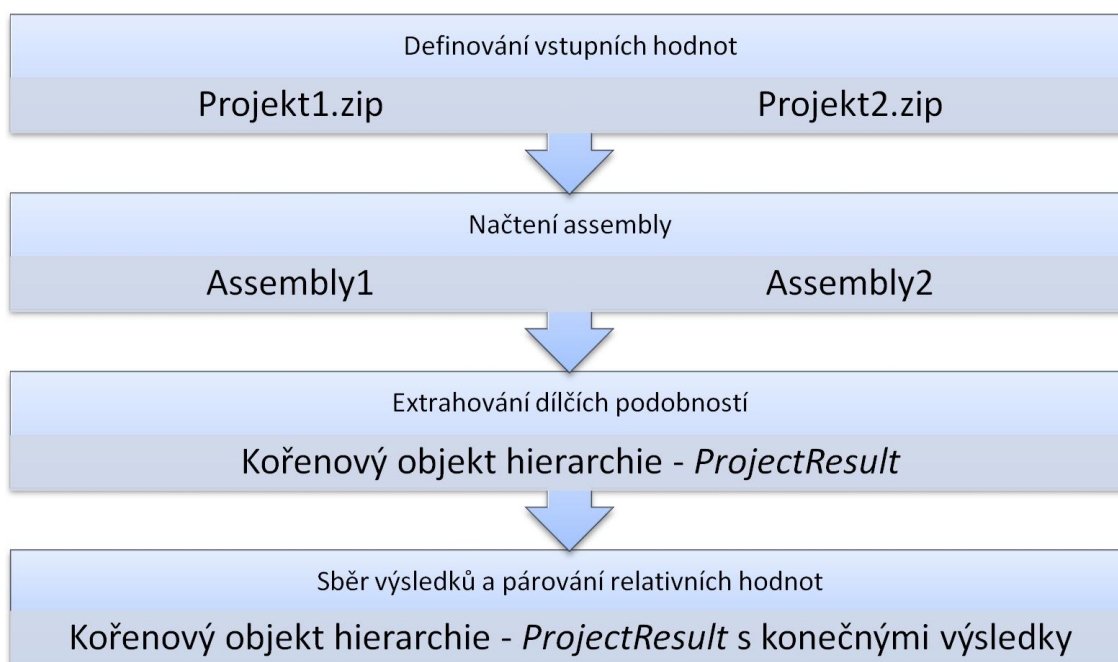 Definování vstupních hodnot
Projekt1.zip Projekt2.zip
Načtení assembly
Assembly1 Assembly2
Extrahování dílčích podobností
Kořenový objekt hierarchie - ProjectResult
Sběr výsledků a párování relativních hodnot
Kořenový objekt hierarchie - ProjectResult s konečnými výsledky